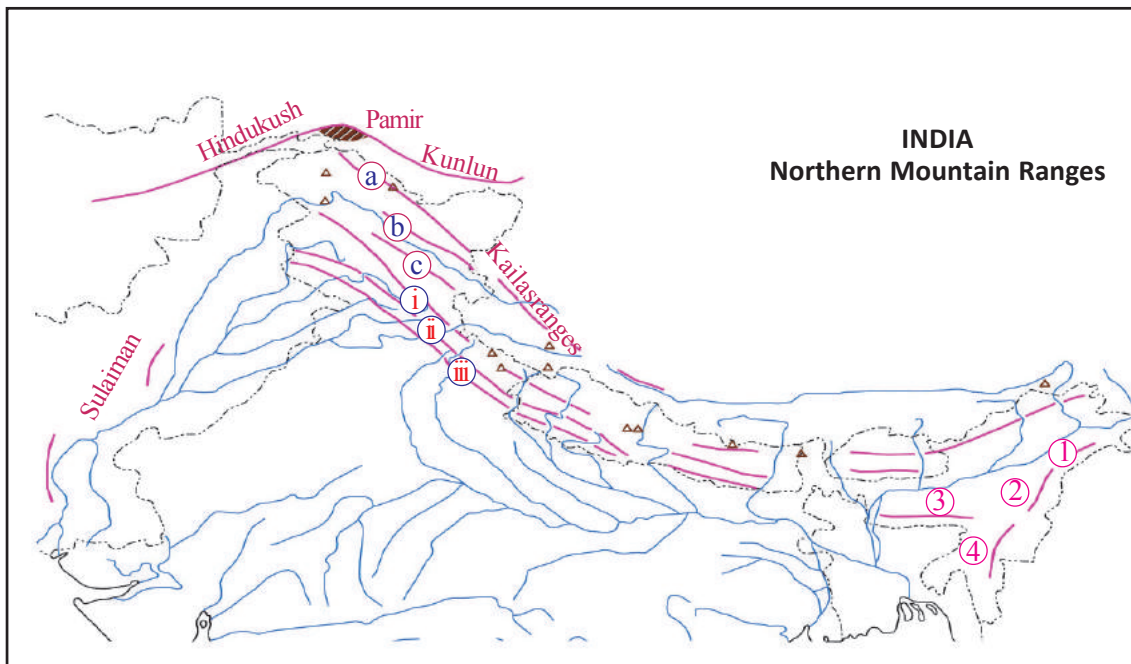 INDIA
Northern Mountain Ranges
Hindukush
Pamir
Kunlun
a
b
c
Kailasranges
i
ii
iii
Sulaiman
1
2
3
4